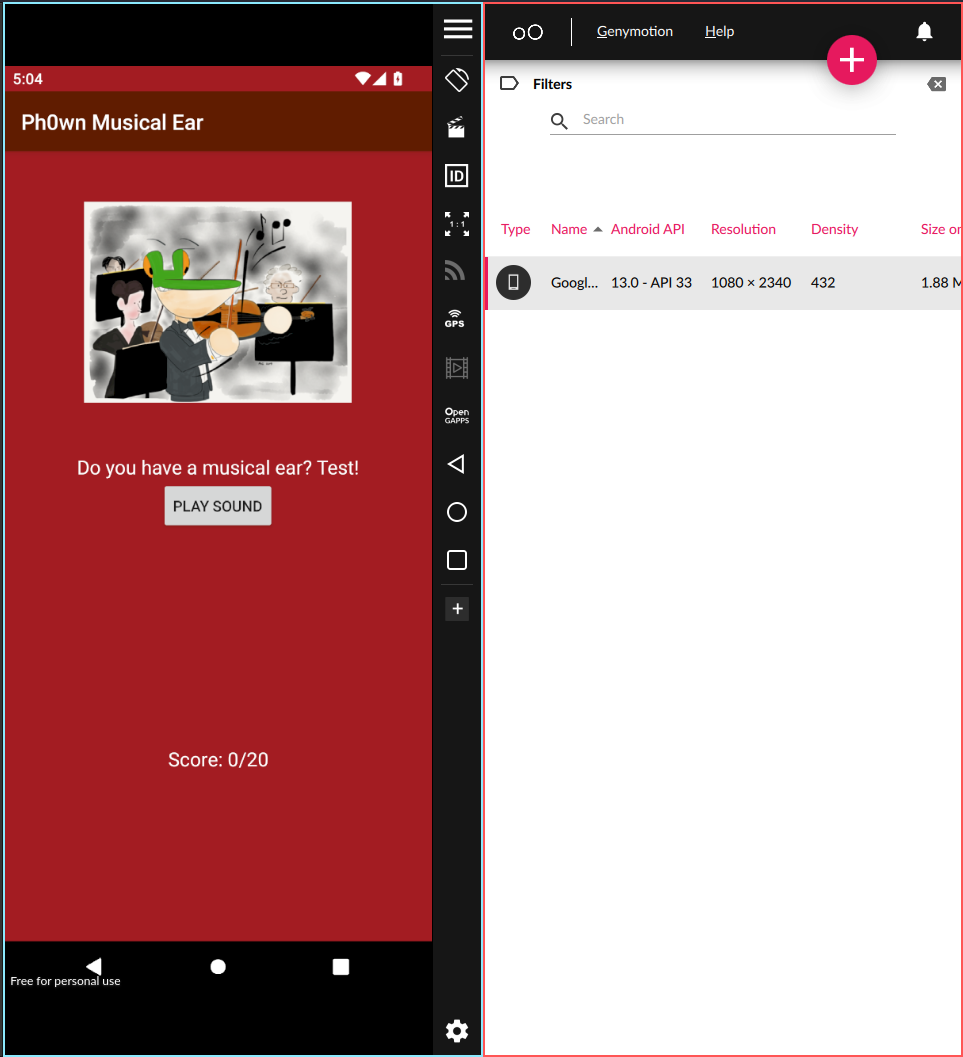 5:04
Ph0wn Musical Ear
Do you have a musical ear? Test!
PLAY SOUND
Score: 0/20
Free for personal use
ID
1:1
GPS
Open
GAPPS
Genymotion Help
Filters
Search
Type Name Android API Resolution Density Size on
Googl... 13.0 - API 33 1080 × 2340 432 1.88 M